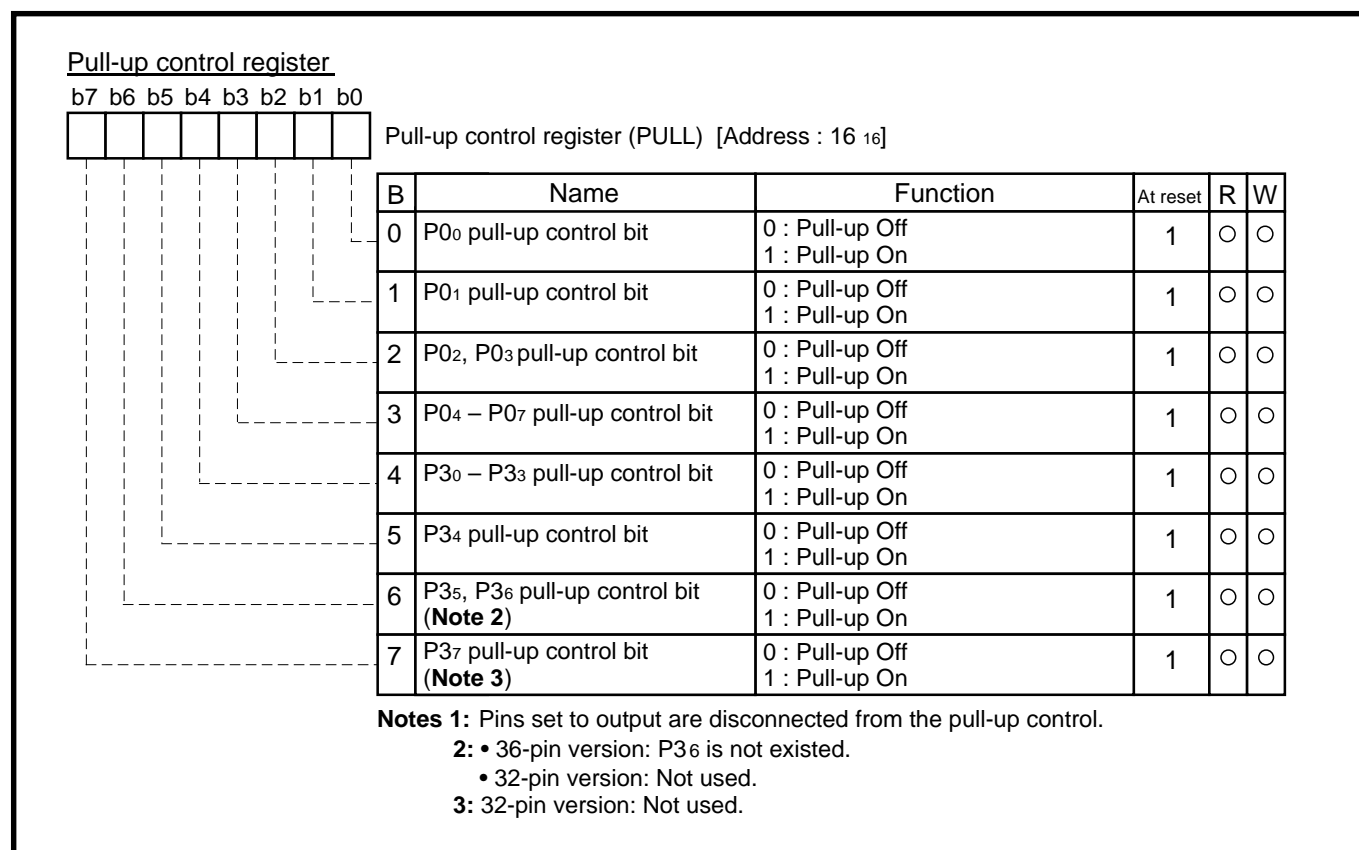 Pull-up control register
b7 b6 b5 b4 b3 b2 b1 b0
Pull-up control register (PULL) [Address : 16 16]
B Name Function At reset R W
0 P00 pull-up control bit 0 : Pull-up Off 1 ○ ○
1 : Pull-up On
1 P01 pull-up control bit 0 : Pull-up Off 1 ○ ○
1 : Pull-up On
2 P02, P03 pull-up control bit 0 : Pull-up Off 1 ○ ○
1 : Pull-up On
3 P04 – P07 pull-up control bit 0 : Pull-up Off 1 ○ ○
1 : Pull-up On
4 P30 – P33 pull-up control bit 0 : Pull-up Off 1 ○ ○
1 : Pull-up On
5 P34 pull-up control bit 0 : Pull-up Off 1 ○ ○
1 : Pull-up On
6 P35, P36 pull-up control bit 0 : Pull-up Off 1 ○ ○
(Note 2) 1 : Pull-up On
7 P37 pull-up control bit 0 : Pull-up Off 1 ○ ○
(Note 3) 1 : Pull-up On
Notes 1: Pins set to output are disconnected from the pull-up control.
2: • 36-pin version: P36 is not existed.
• 32-pin version: Not used.
3: 32-pin version: Not used.